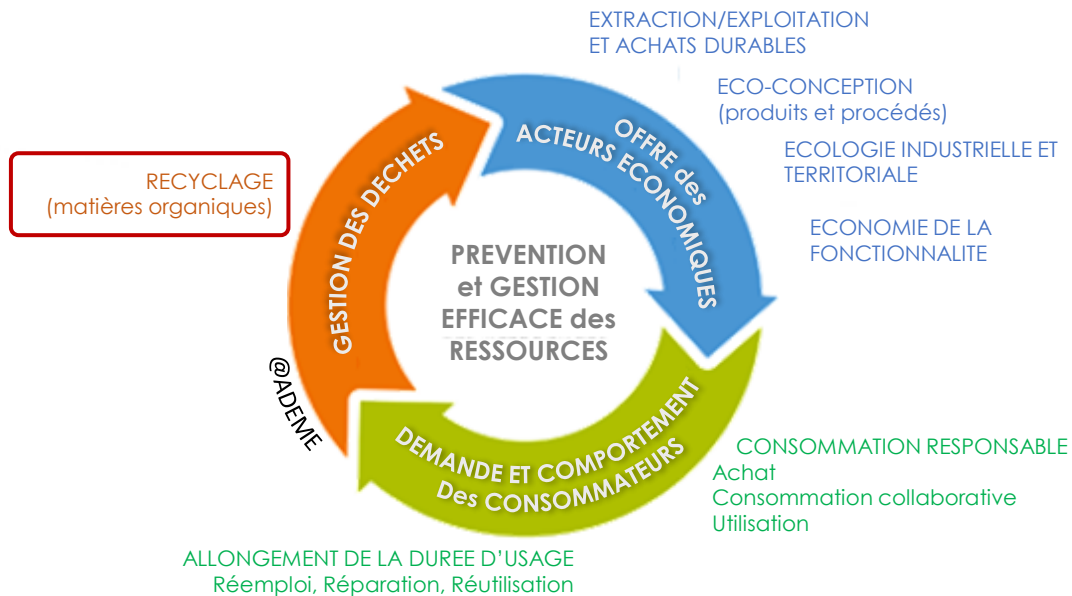 EXTRACTION/EXPLOITATION
ET ACHATS DURABLES
ECO-CONCEPTION
(produits et procédés)
ECOLOGIE INDUSTRIELLE ET
TERRITORIALE
ECONOMIE DE LA
FONCTIONNALITE
OFFRE des
ACTEURS ECONOMIQUES
RECYCLAGE
(matières organiques)
GESTION DES DECHETS
PREVENTION
et GESTION
EFFICACE des
RESSOURCES
@ADEME
DEMANDE ET COMPORTEMENT
Des CONSOMMATEURS
CONSOMMATION RESPONSABLE
Achat
Consommation collaborative
Utilisation
ALLONGEMENT DE LA DUREE D’USAGE
Réemploi, Réparation, Réutilisation